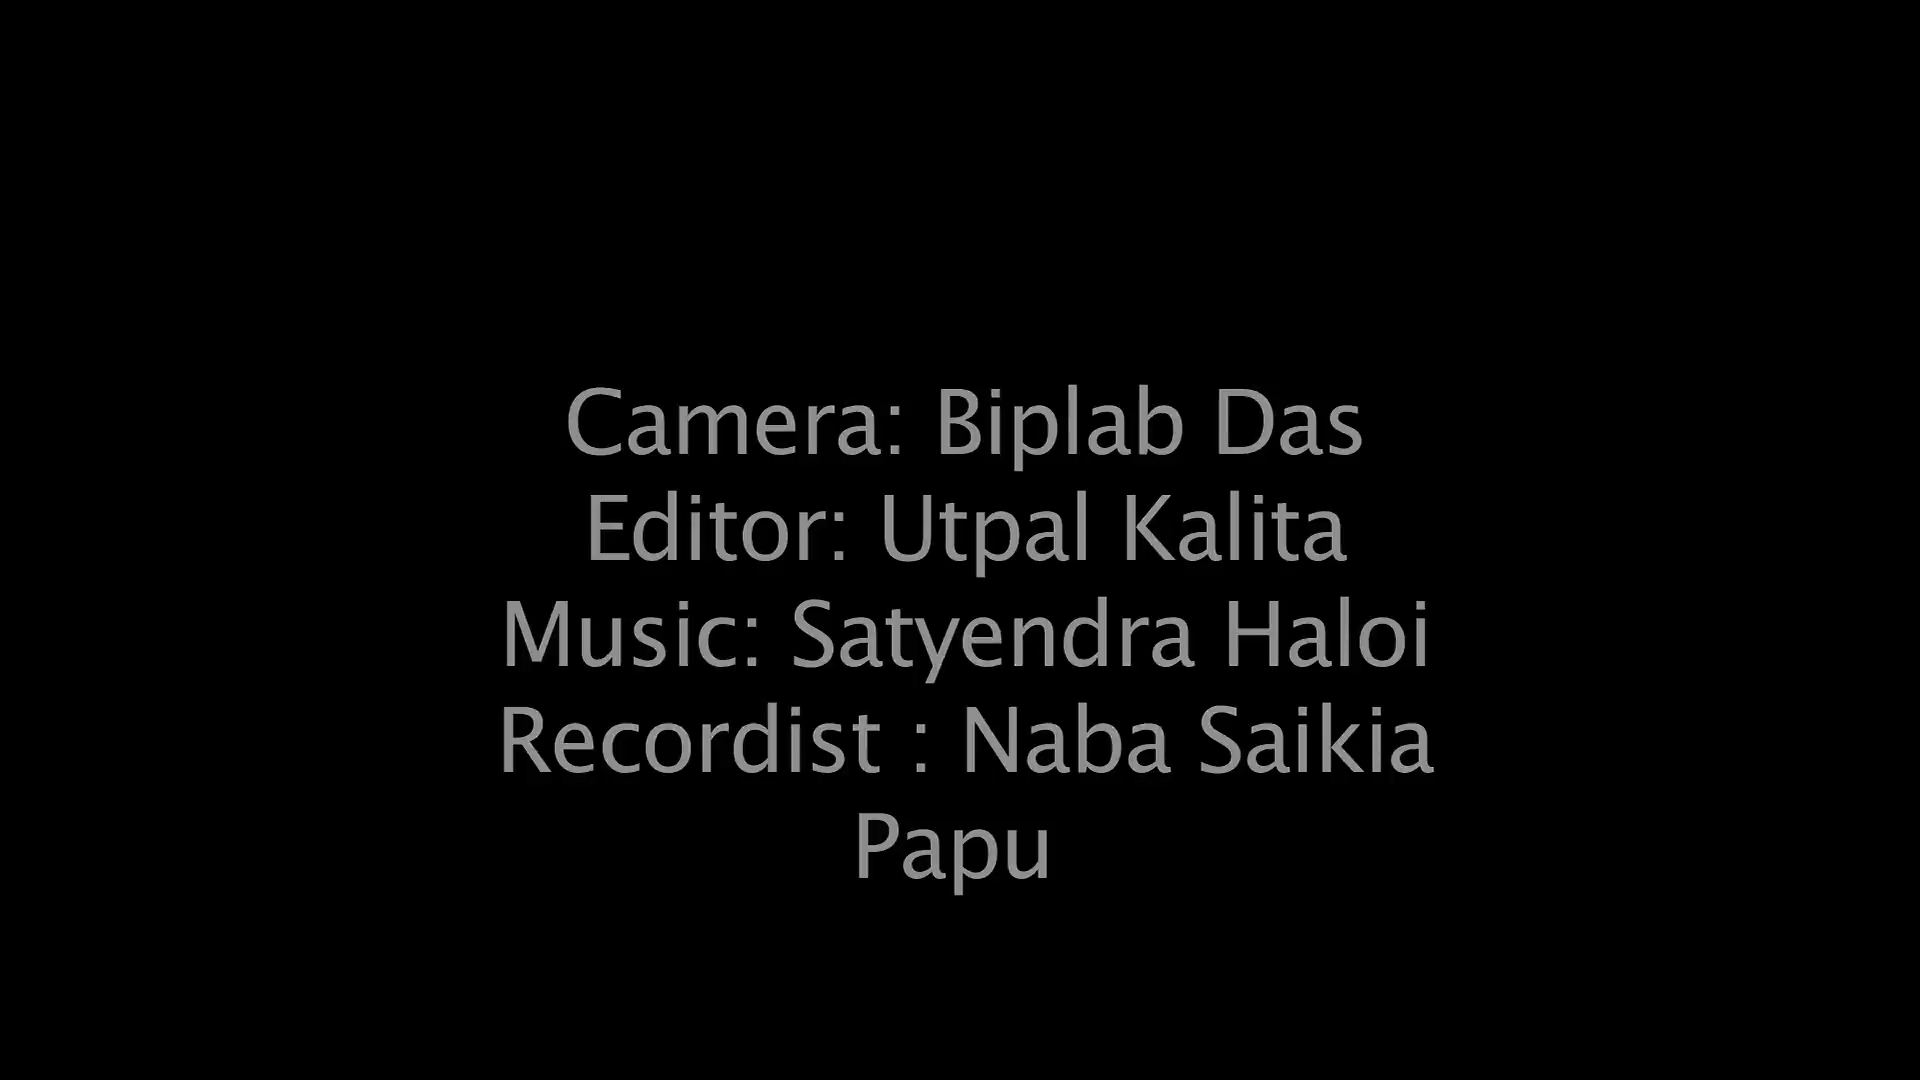 Camera: Biplab Das
Editor: Utpal Kalita
Music: Satyendra Haloi
Recordist : Naba Saikia
Papu